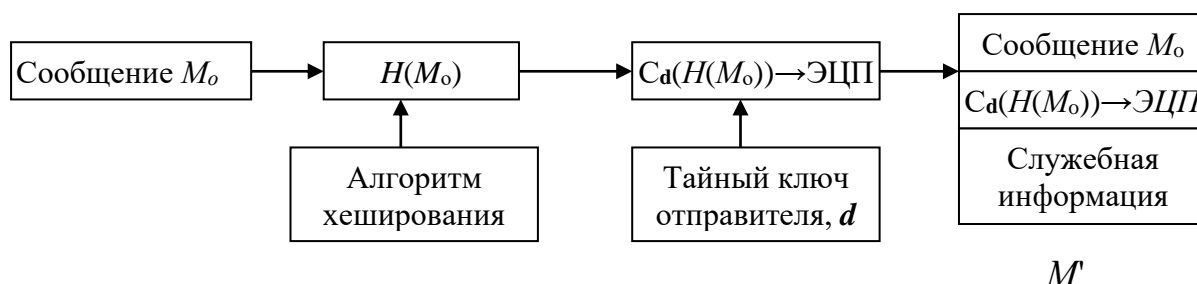 Сообщение Mₒ
H(Mₒ)
C𝐝(H(Mₒ))→ЭЦП
Сообщение Mₒ
C𝐝(H(Mₒ))→ЭЦП
Служебная
информация
Алгоритм
хеширования
Тайный ключ
отправителя, d
M'